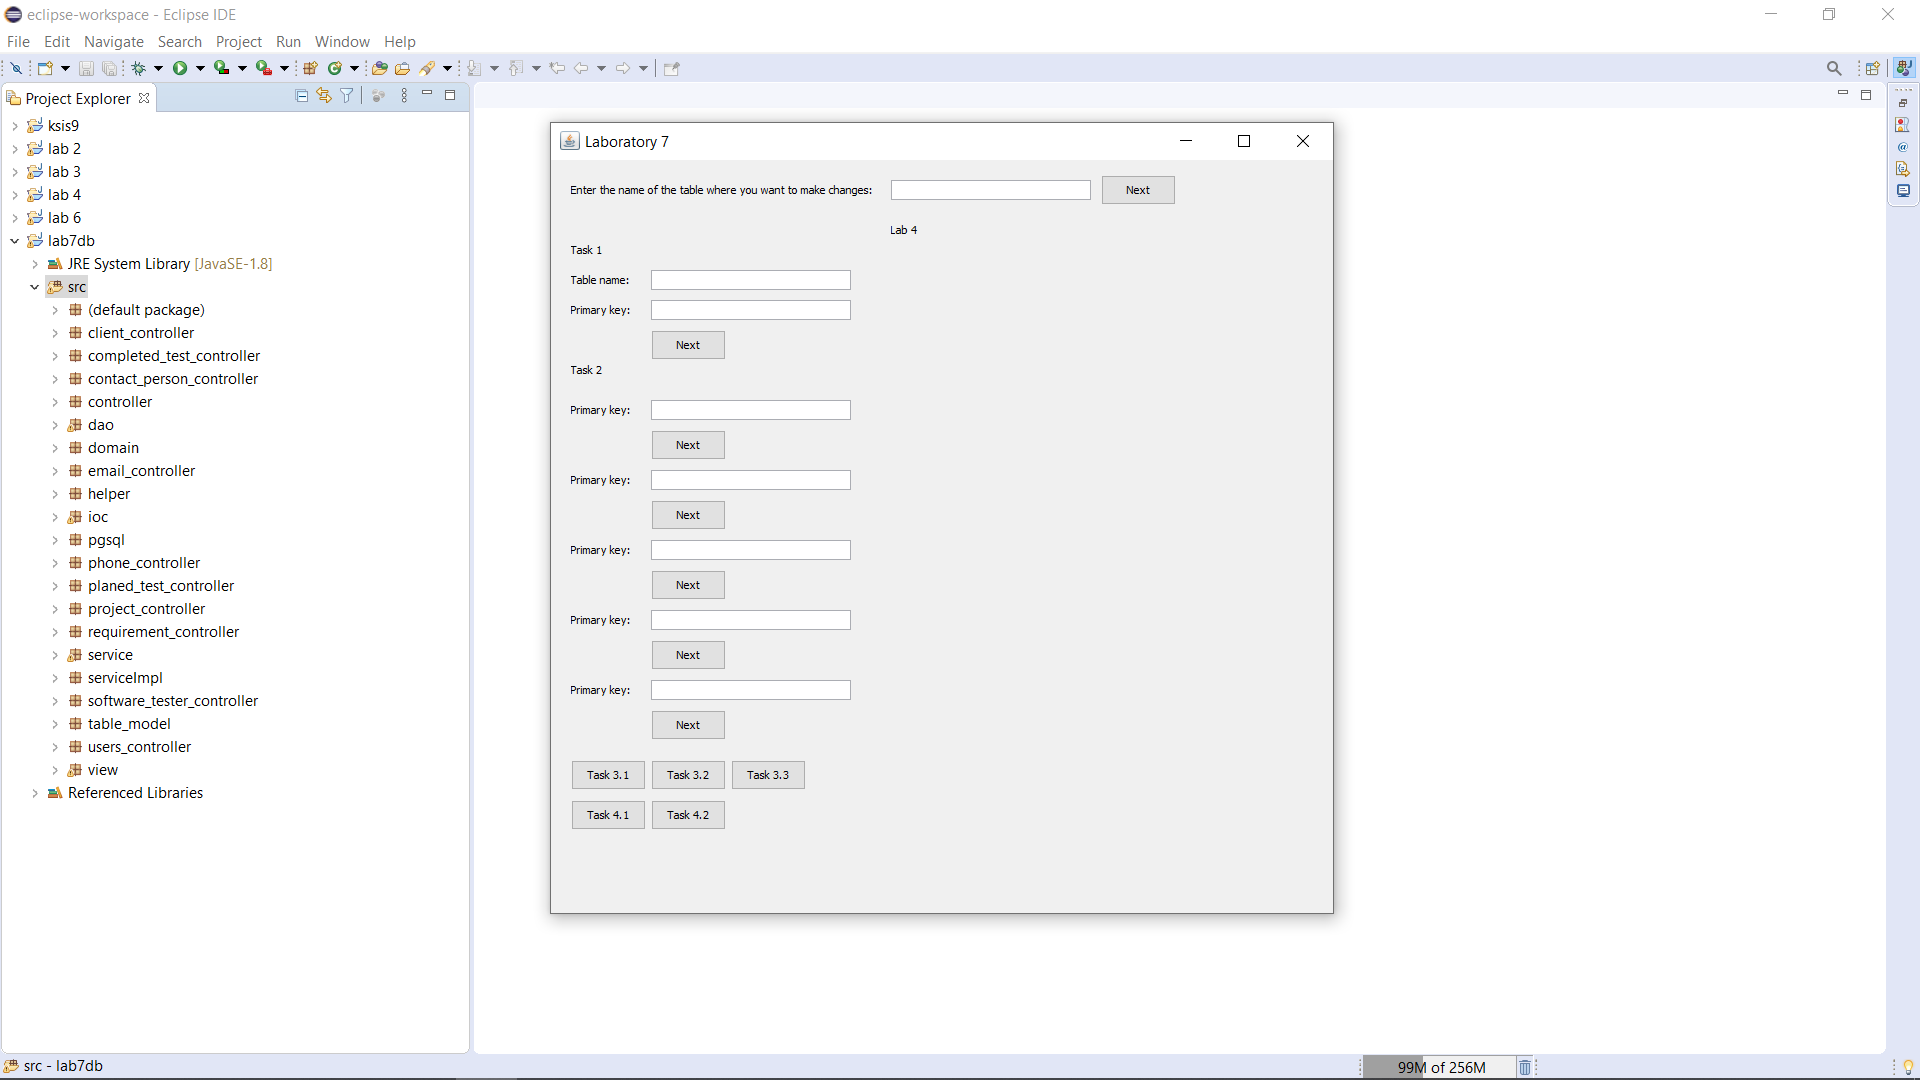 eclipse-workspace - Eclipse IDE
File Edit Navigate Search Project Run Window Help
Project Explorer
ksis9
lab 2
lab 3
lab 4
lab 6
lab7db
JRE System Library [JavaSE-1.8]
src
(default package)
client_controller
completed_test_controller
contact_person_controller
controller
dao
domain
email_controller
helper
ioc
pgsql
phone_controller
planed_test_controller
project_controller
requirement_controller
service
serviceImpl
software_tester_controller
table_model
users_controller
view
Referenced Libraries
Laboratory 7
Enter the name of the table where you want to make changes: Next
Lab 4
Task 1
Table name:
Primary key:
Next
Task 2
Primary key:
Next
Primary key:
Next
Primary key:
Next
Primary key:
Next
Primary key:
Next
Task 3.1 Task 3.2 Task 3.3
Task 4.1 Task 4.2
src - lab7db
99M of 256M